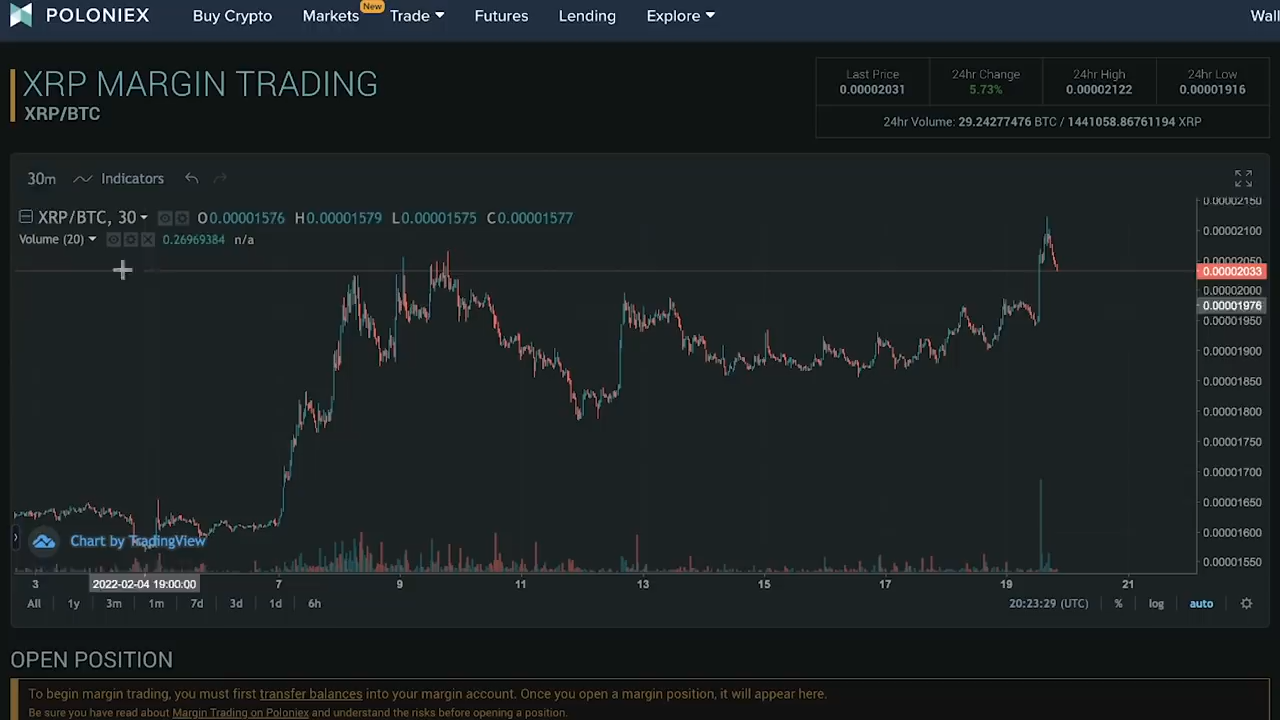 POLONIEX Buy Crypto Markets New Trade Futures Lending Explore Wall
XRP MARGIN TRADING
XRP/BTC
Last Price 24hr Change 24hr High 24hr Low
0.00002031 5.73% 0.00002122 0.00001916
24hr Volume: 29.24277476 BTC / 1441058.86761194 XRP
30m Indicators
XRP/BTC, 30 O0.00001576 H0.00001579 L0.00001575 C0.00001577
Volume (20) 0.26969384 n/a
0.00002150
0.00002100
0.00002050
0.00002033
0.00002000
0.00001976
0.00001950
0.00001900
0.00001850
0.00001800
0.00001750
0.00001700
0.00001650
0.00001600
0.00001550
Chart by TradingView
3 2022-02-04 19:00:00 7 9 11 13 15 17 19 21
All 1y 3m 1m 7d 3d 1d 6h 20:23:29 (UTC) % log auto
OPEN POSITION
To begin margin trading, you must first transfer balances into your margin account. Once you open a margin position, it will appear here.
Be sure you have read about Margin Trading on Poloniex and understand the risks before opening a position.